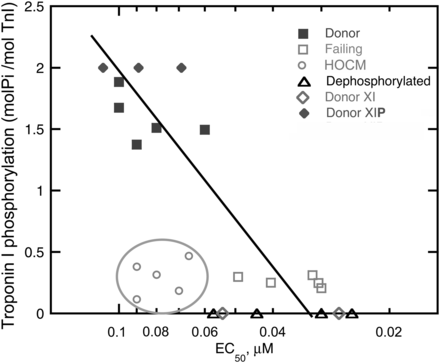 Troponin I phosphorylation (molPi /mol TnI)
2.5
2
1.5
1
0.5
0
Donor
Failing
HOCM
Dephosphorylated
Donor XI
Donor XIP
0.1
0.08
0.06
0.04
0.02
EC50, µM